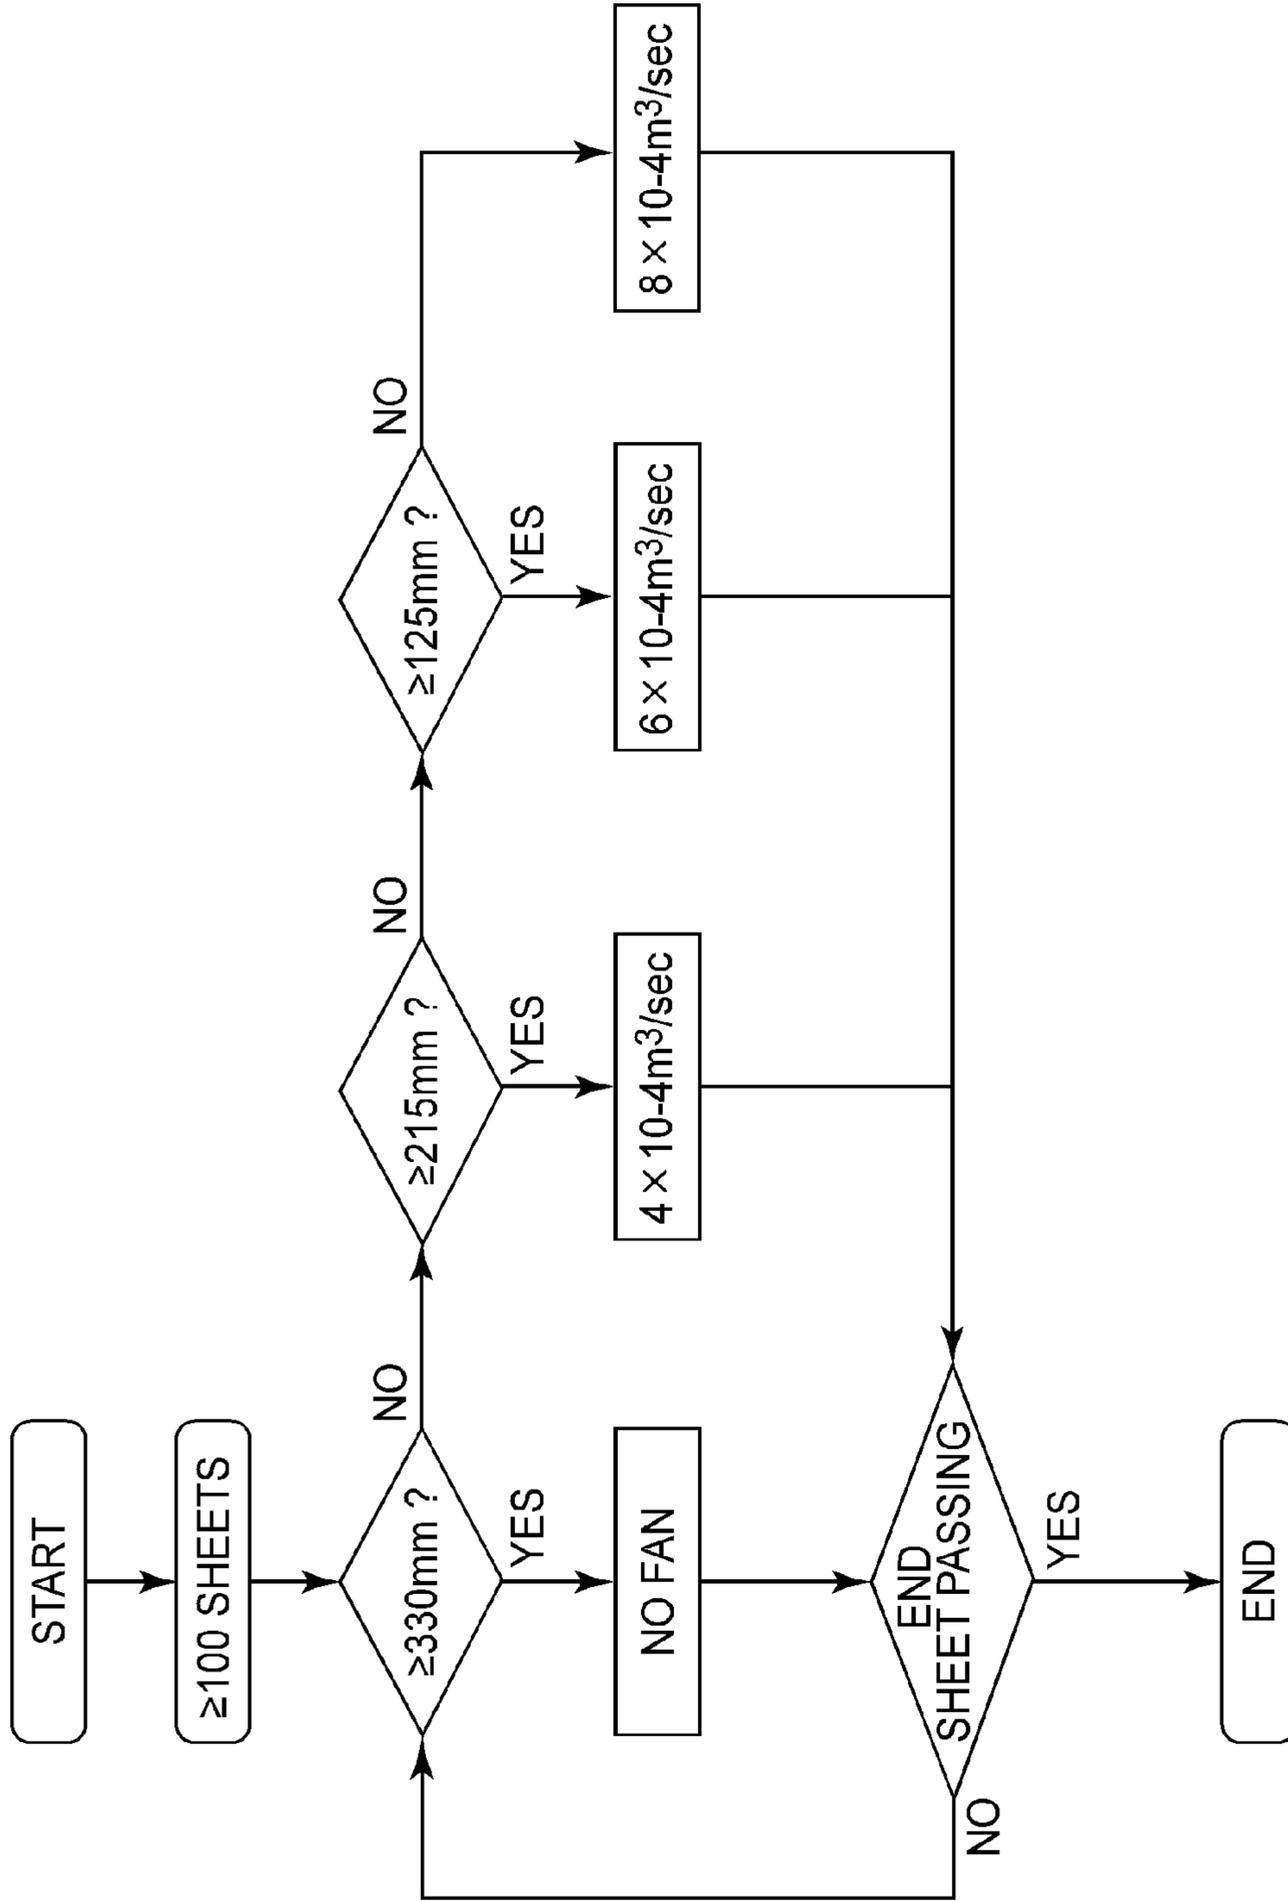 START
≥100 SHEETS
≥330mm ?
NO
≥215mm ?
NO
≥125mm ?
NO
YES
YES
YES
NO FAN
4×10-4m³/sec
6×10-4m³/sec
8×10-4m³/sec
END
SHEET PASSING
NO
YES
END